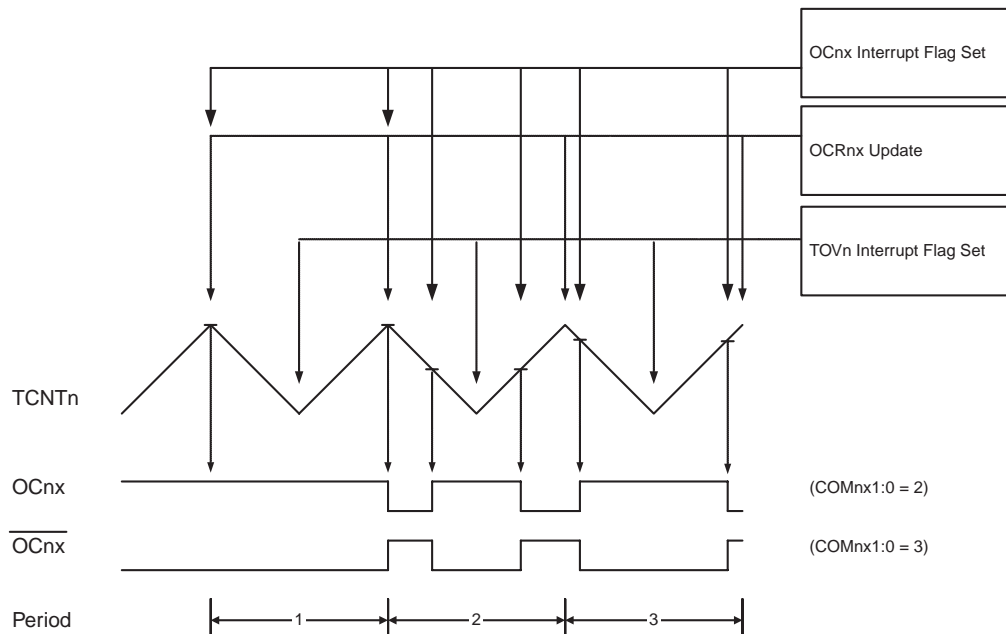 OCnx Interrupt Flag Set
OCRnx Update
TOVn Interrupt Flag Set
TCNTn
OCnx
(COMnx1:0 = 2)
OCnx
(COMnx1:0 = 3)
Period
1
2
3